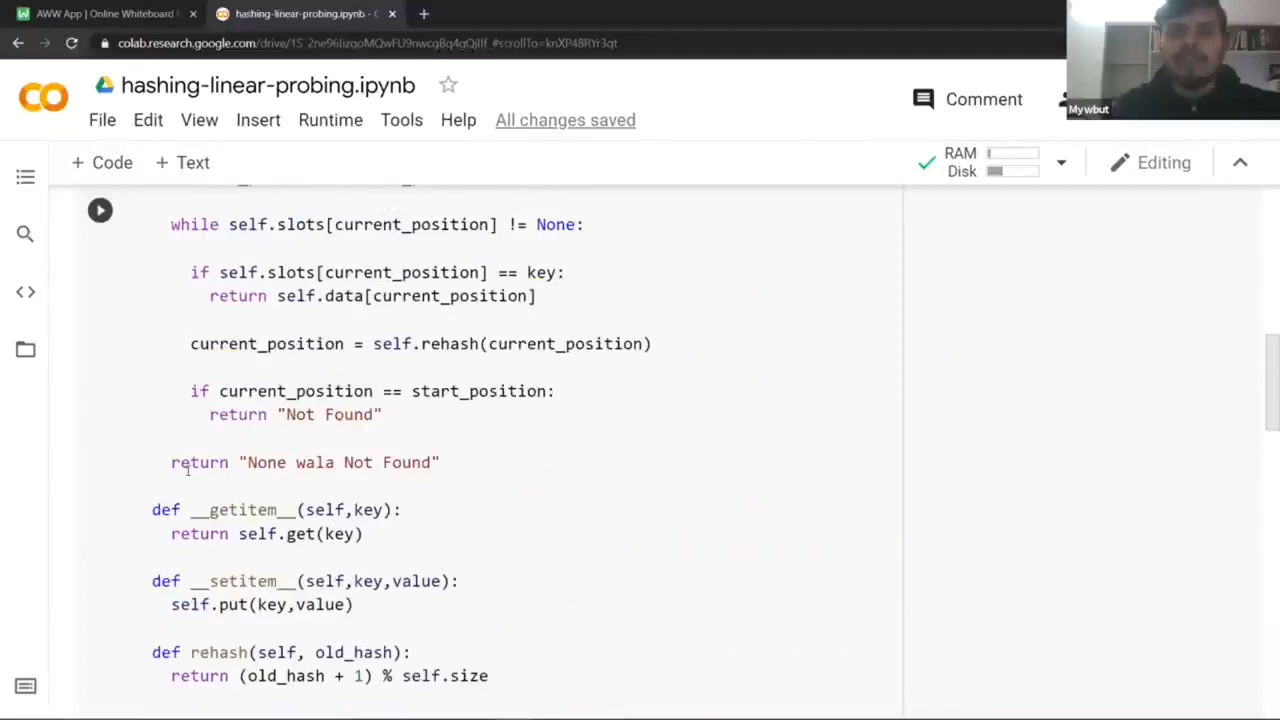 AWW App | Online Whiteboard
hashing-linear-probing.ipynb - C
hashing-linear-probing.ipynb
Comment
Mywbut
File Edit View Insert Runtime Tools Help All changes saved
+ Code + Text
RAM
Disk
Editing
while self.slots[current_position] != None:
if self.slots[current_position] == key:
return self.data[current_position]
current_position = self.rehash(current_position)
if current_position == start_position:
return "Not Found"
return "None wala Not Found"
def __getitem__(self,key):
return self.get(key)
def __setitem__(self,key,value):
self.put(key,value)
def rehash(self, old_hash):
return (old_hash + 1) % self.size